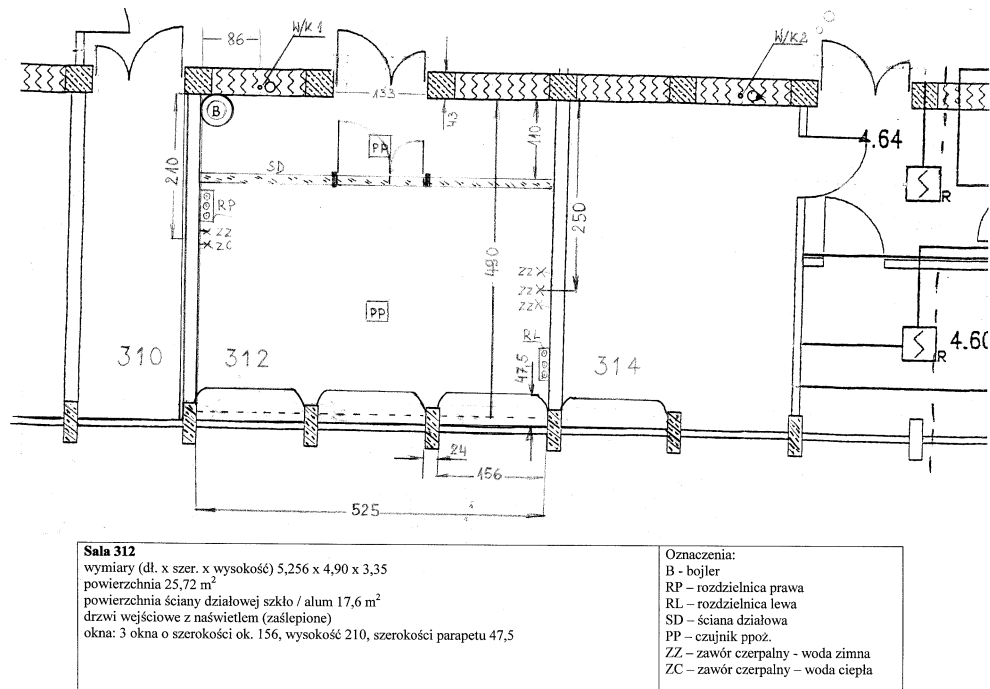 W/K 1
W/K2
86
133
B
PP
43
110
4.64
SD
210
RP
R
ZZ
ZC
250
490
ZZ
ZZ
ZZ
PP
RL
4.60
R
310
312
47,5
314
24
156
525
Sala 312
wymiary (dł. x szer. x wysokość) 5,256 x 4,90 x 3,35
powierzchnia 25,72 m²
powierzchnia ściany działowej szkło / alum 17,6 m²
drzwi wejściowe z naświetlem (zaślepione)
okna: 3 okna o szerokości ok. 156, wysokość 210, szerokości parapetu 47,5
Oznaczenia:
B - bojler
RP – rozdzielnica prawa
RL – rozdzielnica lewa
SD – ściana działowa
PP – czujnik ppoż.
ZZ – zawór czerpalny - woda zimna
ZC – zawór czerpalny – woda ciepła